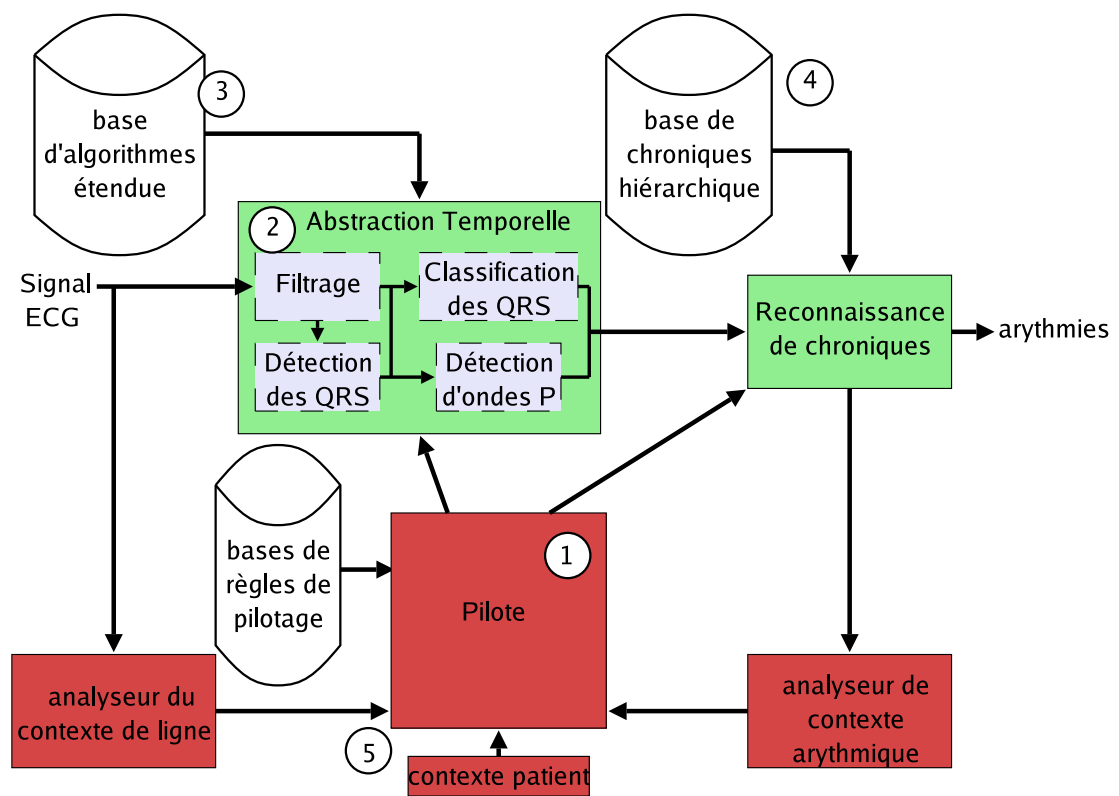 3
base
d'algorithmes
étendue
4
base de
chroniques
hiérarchique
2
Abstraction Temporelle
Signal
ECG
Filtrage
Classification
des QRS
Détection
des QRS
Détection
d'ondes P
Reconnaissance
de chroniques
arythmies
bases de
règles de
pilotage
1
Pilote
analyseur du
contexte de ligne
5
contexte patient
analyseur de
contexte
arythmique